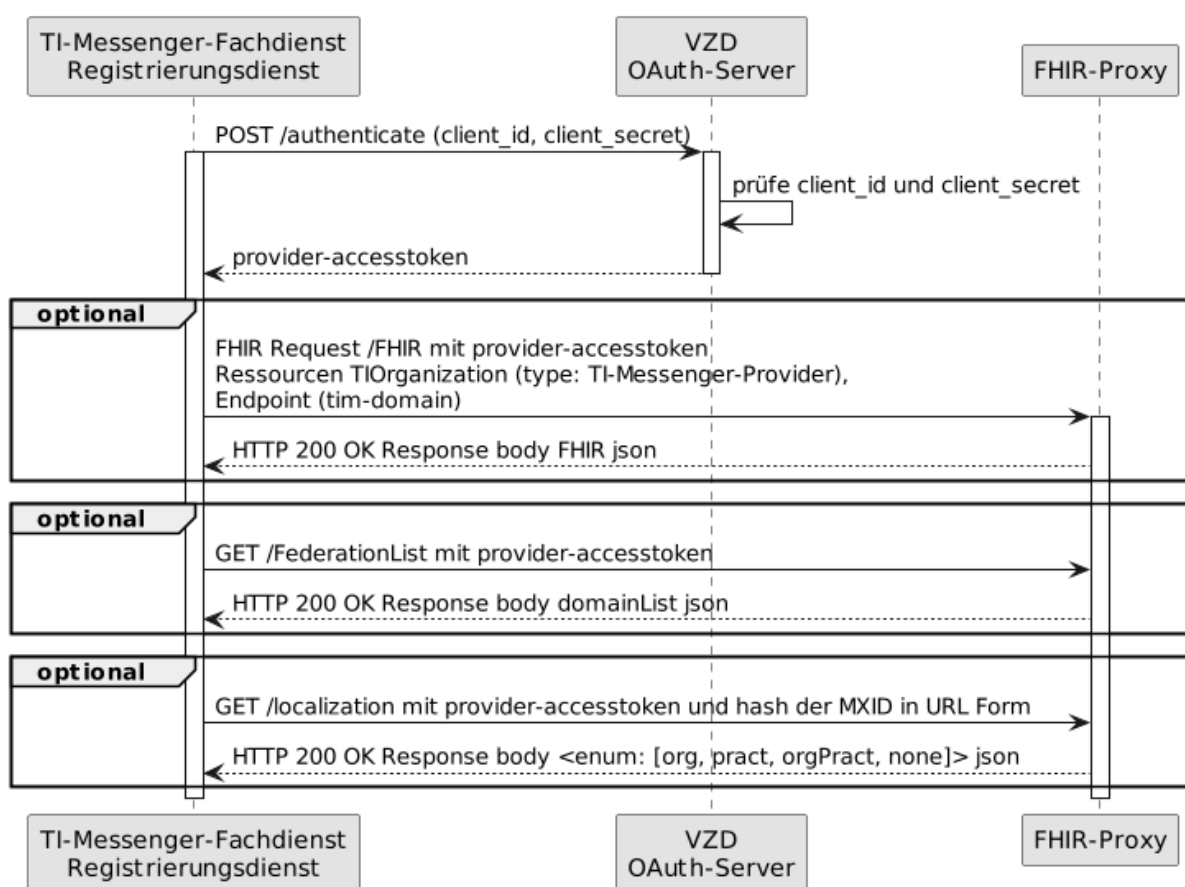 TI-Messenger-Fachdienst
Registrierungsdienst
VZD
OAuth-Server
FHIR-Proxy
POST /authenticate (client_id, client_secret)
prüfe client_id und client_secret
provider-accesstoken
optional
FHIR Request /FHIR mit provider-accesstoken
Ressourcen TIOrganization (type: TI-Messenger-Provider),
Endpoint (tim-domain)
HTTP 200 OK Response body FHIR json
optional
GET /FederationList mit provider-accesstoken
HTTP 200 OK Response body domainList json
optional
GET /localization mit provider-accesstoken und hash der MXID in URL Form
HTTP 200 OK Response body <enum: [org, pract, orgPract, none]> json
TI-Messenger-Fachdienst
Registrierungsdienst
VZD
OAuth-Server
FHIR-Proxy